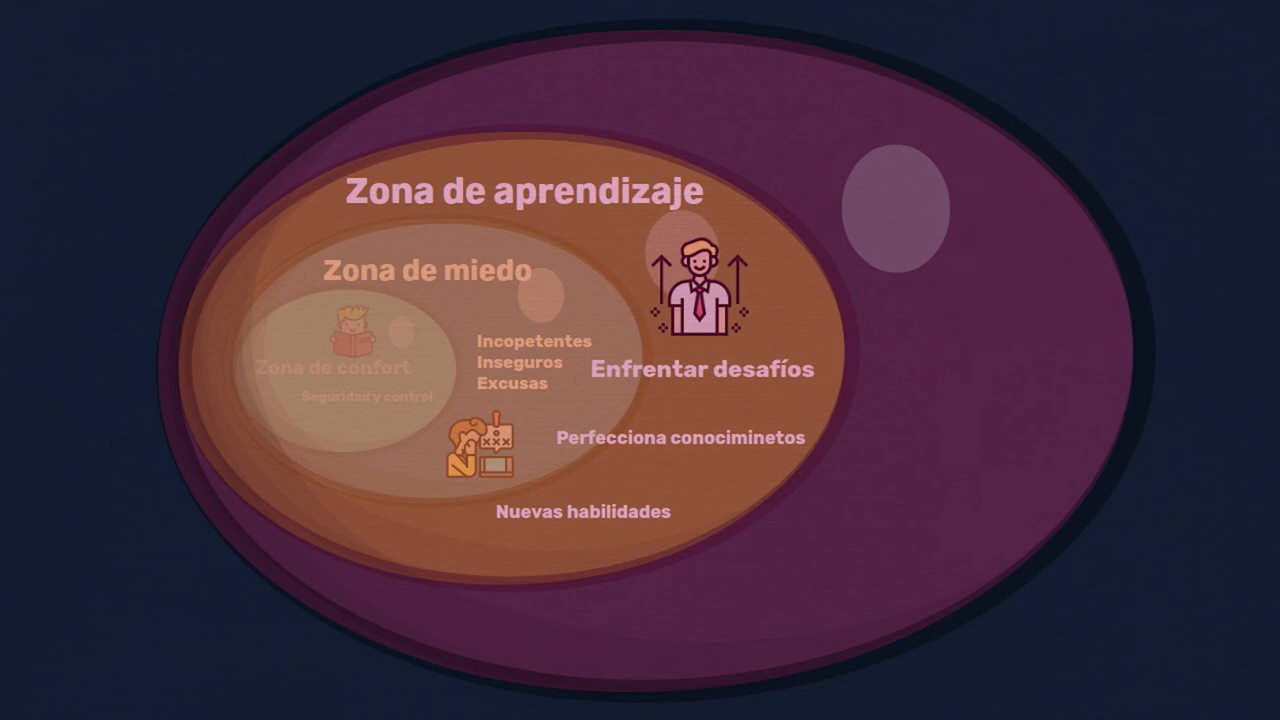 Zona de aprendizaje
Zona de miedo
Zona de confort
Seguridad y control
Incopetentes
Inseguros
Excusas
Enfrentar desafíos
Perfecciona conociminetos
Nuevas habilidades